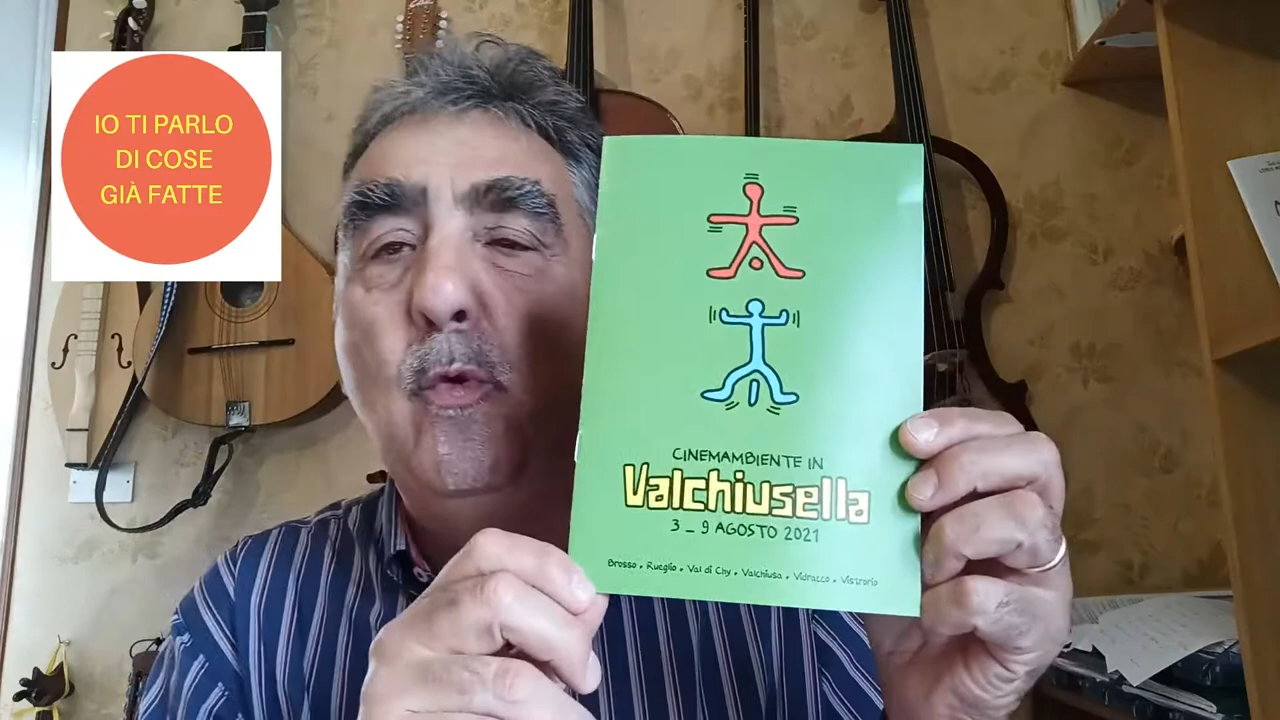 IO TI PARLO
DI COSE
GIÀ FATTE
CINEMAMBIENTE IN
Valchiusella
3 _ 9 AGOSTO 2021
Brosso • Rueglio • Val di Chy • Valchiusa • Vidracco • Vistrorio